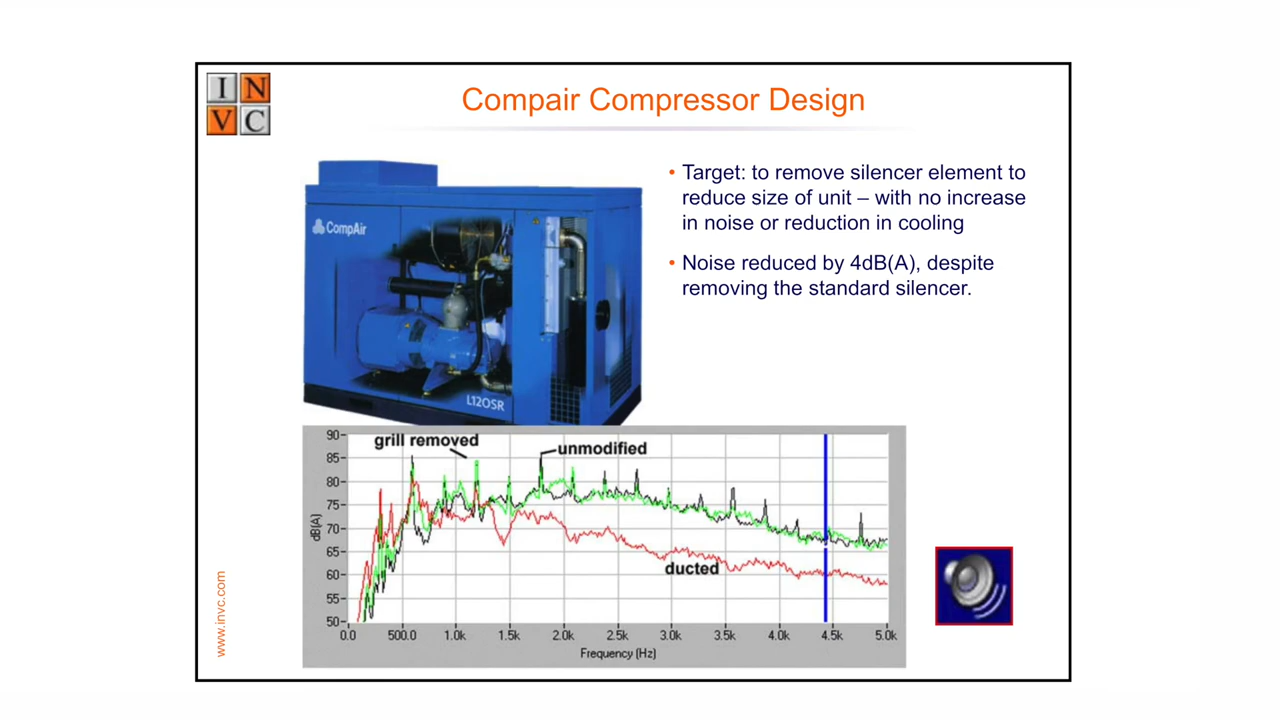 I N
V C
Compair Compressor Design
• Target: to remove silencer element to
reduce size of unit – with no increase
in noise or reduction in cooling
• Noise reduced by 4dB(A), despite
removing the standard silencer.
CompAir
L120SR
grill removed
unmodified
ducted
90
85
80
75
70
65
60
55
50
dB(A)
0.0 500.0 1.0k 1.5k 2.0k 2.5k 3.0k 3.5k 4.0k 4.5k 5.0k
Frequency (Hz)
www.invc.com